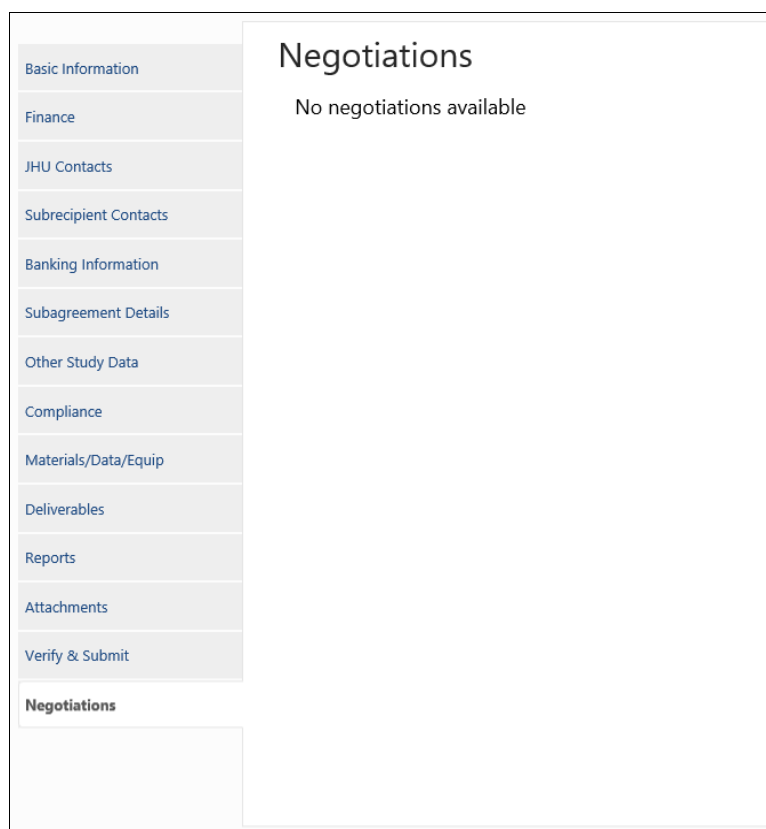 Basic Information
Finance
JHU Contacts
Subrecipient Contacts
Banking Information
Subagreement Details
Other Study Data
Compliance
Materials/Data/Equip
Deliverables
Reports
Attachments
Verify & Submit
Negotiations
Negotiations
No negotiations available